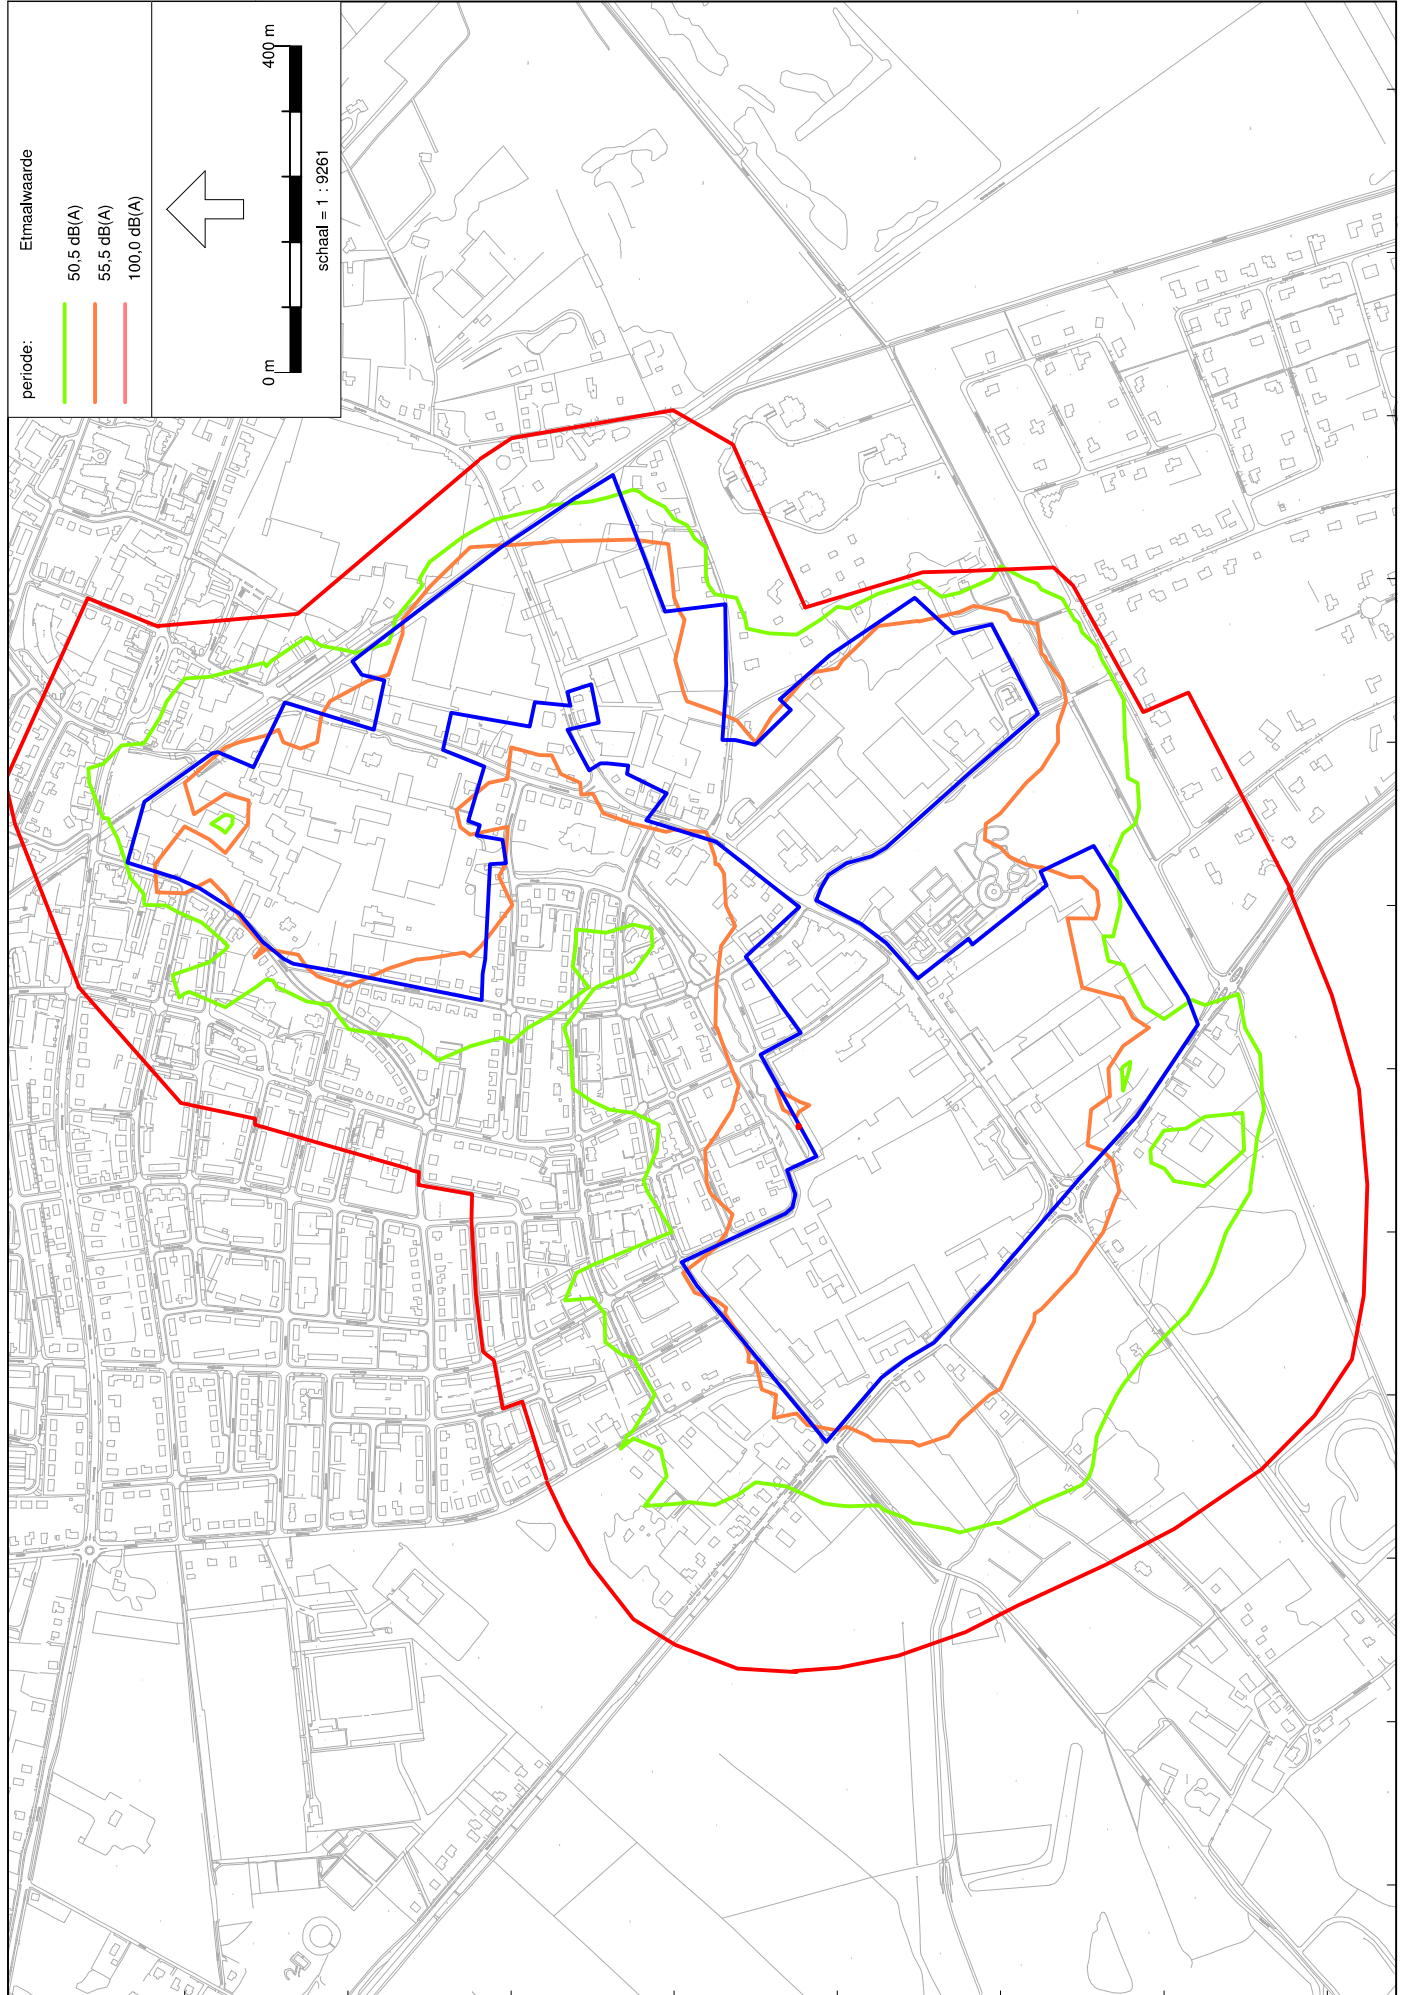 periode: Etmaalwaarde
50,5 dB(A)
55,5 dB(A)
100,0 dB(A)
0 m 400 m
schaal = 1 : 9261